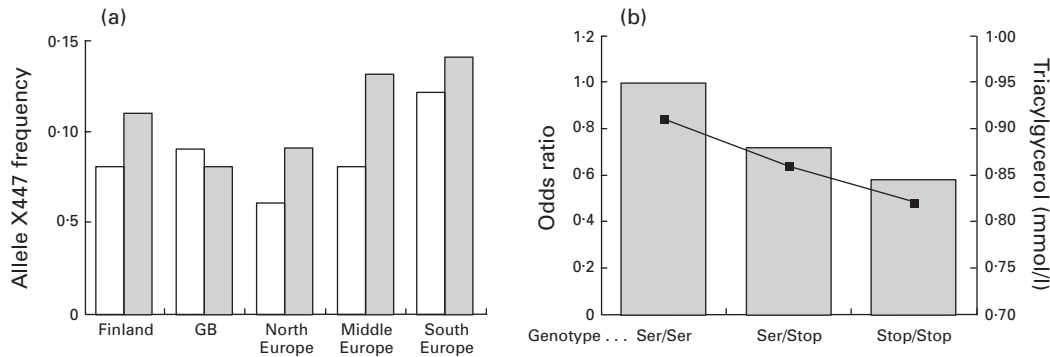 (a)
Allele X447 frequency
0·15
0·10
0·5
0
Finland
GB
North
Europe
Middle
Europe
South
Europe
(b)
Odds ratio
1·2
1·0
0·8
0·6
0·4
0·2
0
Triacylgycerol (mmol/l)
1·00
0·95
0·90
0·85
0·80
0·75
0·70
Genotype . . . Ser/Ser Ser/Stop Stop/Stop